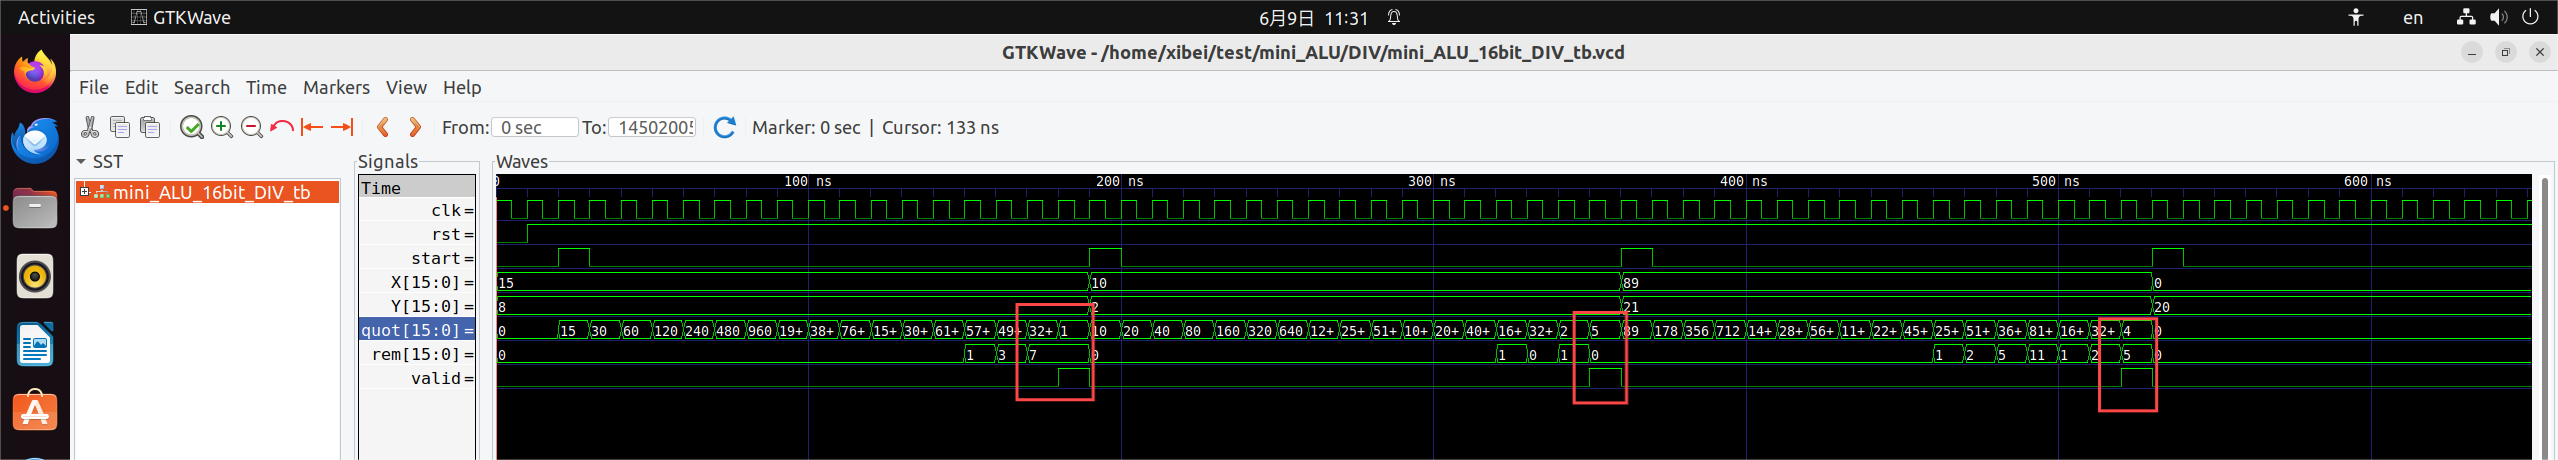 Activities GTKWave 6月9日 11:31 en
GTKWave - /home/xibei/test/mini_ALU/DIV/mini_ALU_16bit_DIV_tb.vcd
File Edit Search Time Markers View Help
From: 0 sec To: 14502005 Marker: 0 sec | Cursor: 133 ns
SST
mini_ALU_16bit_DIV_tb
Signals
Time
clk =
rst =
start =
X[15:0] =
Y[15:0] =
quot[15:0] =
rem[15:0] =
valid =
Waves
0 100 ns 200 ns 300 ns 400 ns 500 ns 600 ns
15 10 89 0
8 2 21 20
0 15 30 60 120 240 480 960 19+ 38+ 76+ 15+ 30+ 61+ 57+ 49+ 32+ 1 10 20 40 80 160 320 640 12+ 25+ 51+ 10+ 20+ 40+ 16+ 32+ 2 5 89 178 356 712 14+ 28+ 56+ 11+ 22+ 45+ 25+ 51+ 36+ 81+ 16+ 32+ 4 0
0 1 3 7 0 1 0 1 0 1 2 5 11 1 2 5 0